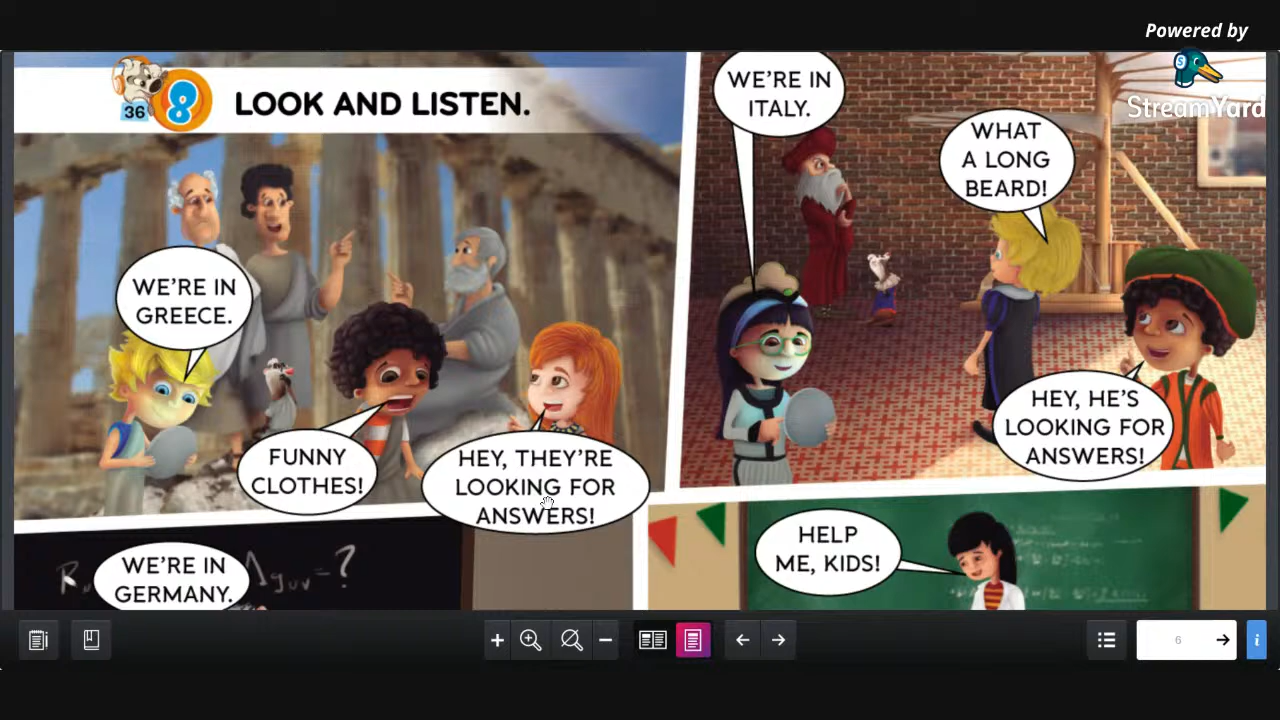 Powered by
StreamYard
36
8
LOOK AND LISTEN.
WE'RE IN
GREECE.
FUNNY
CLOTHES!
HEY, THEY'RE
LOOKING FOR
ANSWERS!
WE'RE IN
ITALY.
WHAT
A LONG
BEARD!
HEY, HE'S
LOOKING FOR
ANSWERS!
WE'RE IN
GERMANY.
HELP
ME, KIDS!
6